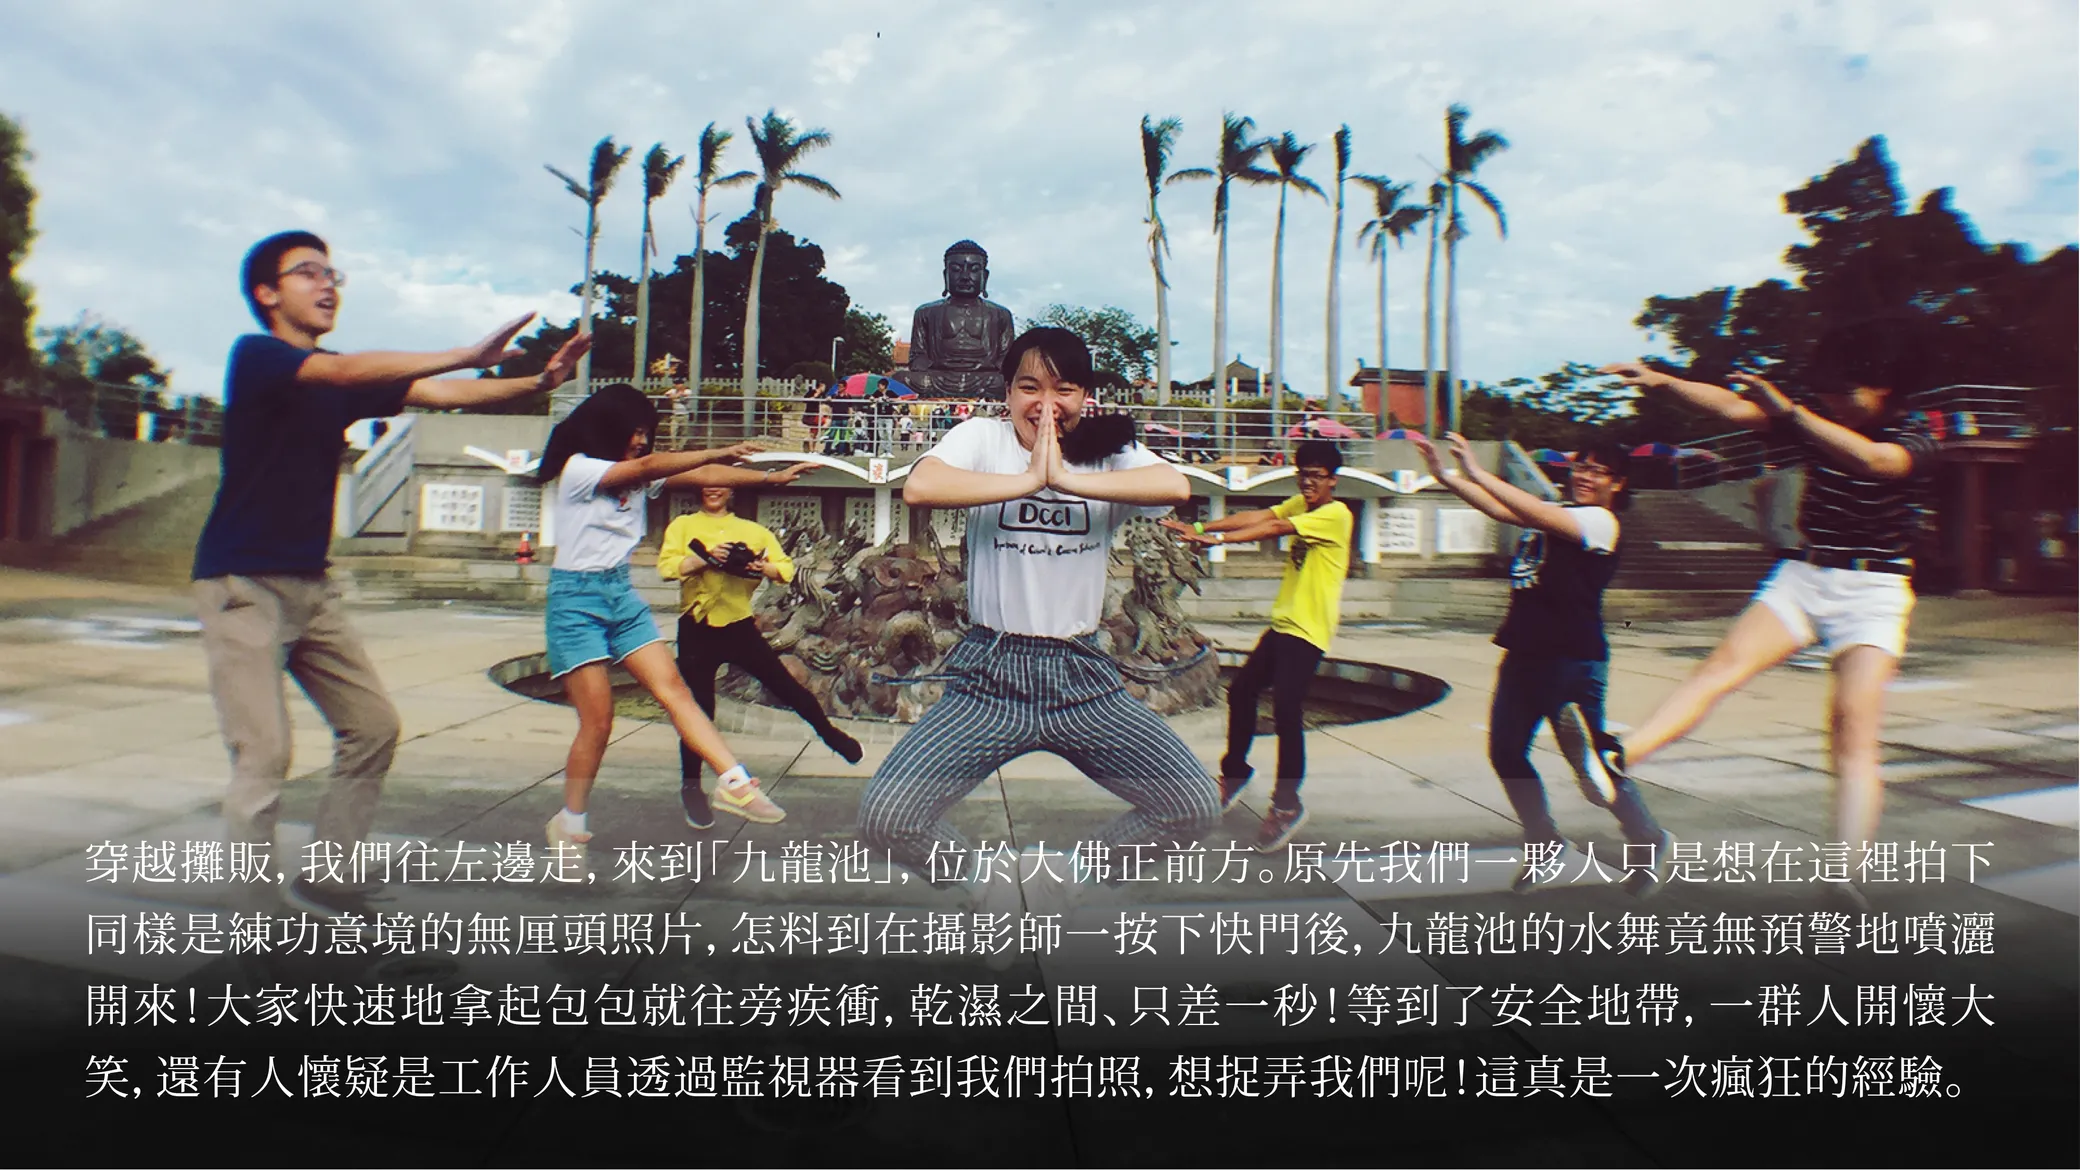 DccI
穿越攤販，我們往左邊走，來到「九龍池」，位於大佛正前方。原先我們一夥人只是想在這裡拍下
同樣是練功意境的無厘頭照片，怎料到在攝影師一按下快門後，九龍池的水舞竟無預警地噴灑
開來！大家快速地拿起包包就往旁疾衝，乾濕之間、只差一秒！等到了安全地帶，一群人開懷大
笑，還有人懷疑是工作人員透過監視器看到我們拍照，想捉弄我們呢！這真是一次瘋狂的經驗。